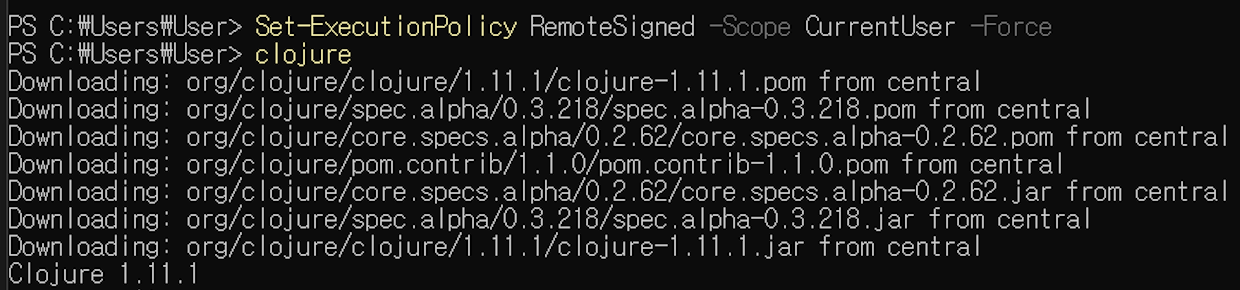 PS C:₩Users₩User> Set-ExecutionPolicy RemoteSigned -Scope CurrentUser -Force
PS C:₩Users₩User> clojure
Downloading: org/clojure/clojure/1.11.1/clojure-1.11.1.pom from central
Downloading: org/clojure/spec.alpha/0.3.218/spec.alpha-0.3.218.pom from central
Downloading: org/clojure/core.specs.alpha/0.2.62/core.specs.alpha-0.2.62.pom from central
Downloading: org/clojure/pom.contrib/1.1.0/pom.contrib-1.1.0.pom from central
Downloading: org/clojure/core.specs.alpha/0.2.62/core.specs.alpha-0.2.62.jar from central
Downloading: org/clojure/spec.alpha/0.3.218/spec.alpha-0.3.218.jar from central
Downloading: org/clojure/clojure/1.11.1/clojure-1.11.1.jar from central
Clojure 1.11.1